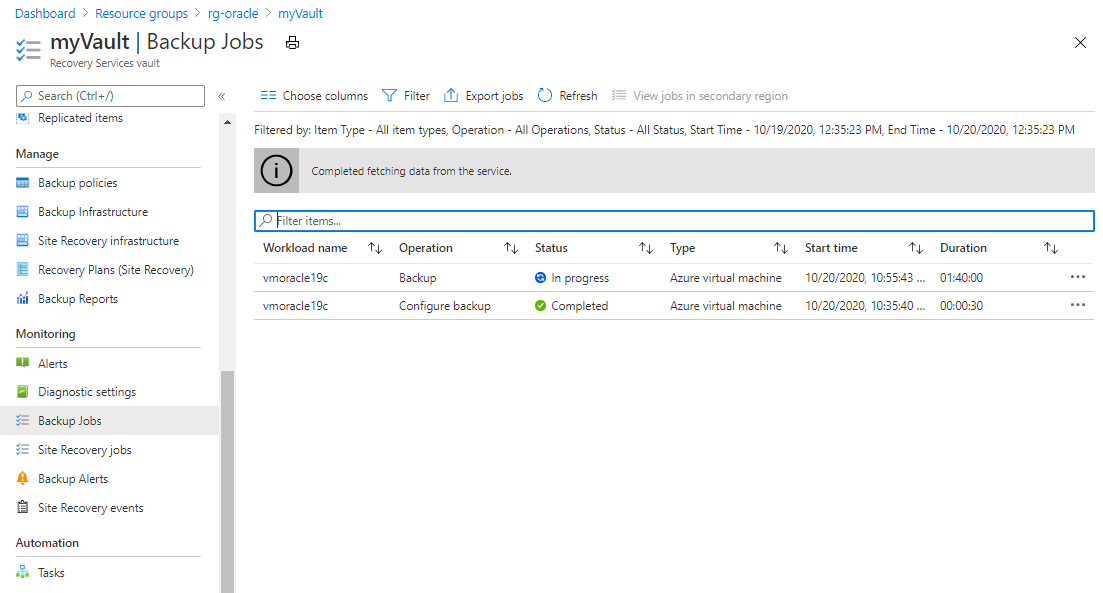 Dashboard > Resource groups > rg-oracle > myVault
myVault | Backup Jobs
Recovery Services vault
Search (Ctrl+/)
«
Replicated items
Manage
Backup policies
Backup Infrastructure
Site Recovery infrastructure
Recovery Plans (Site Recovery)
Backup Reports
Monitoring
Alerts
Diagnostic settings
Backup Jobs
Site Recovery jobs
Backup Alerts
Site Recovery events
Automation
Tasks
Choose columns Filter Export jobs Refresh View jobs in secondary region
Filtered by: Item Type - All item types, Operation - All Operations, Status - All Status, Start Time - 10/19/2020, 12:35:23 PM, End Time - 10/20/2020, 12:35:23 PM
Completed fetching data from the service.
Filter items...
Workload name Operation Status Type Start time Duration
vmoracle19c Backup In progress Azure virtual machine 10/20/2020, 10:55:43 ... 01:40:00 ...
vmoracle19c Configure backup Completed Azure virtual machine 10/20/2020, 10:35:40 ... 00:00:30 ...